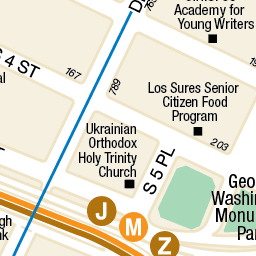 Academy for
Young Writers
4 ST
167
789
Los Sures Senior
Citizen Food
Program
203
Ukrainian
Orthodox
Holy Trinity
Church
S 5 PL
J
M
Z